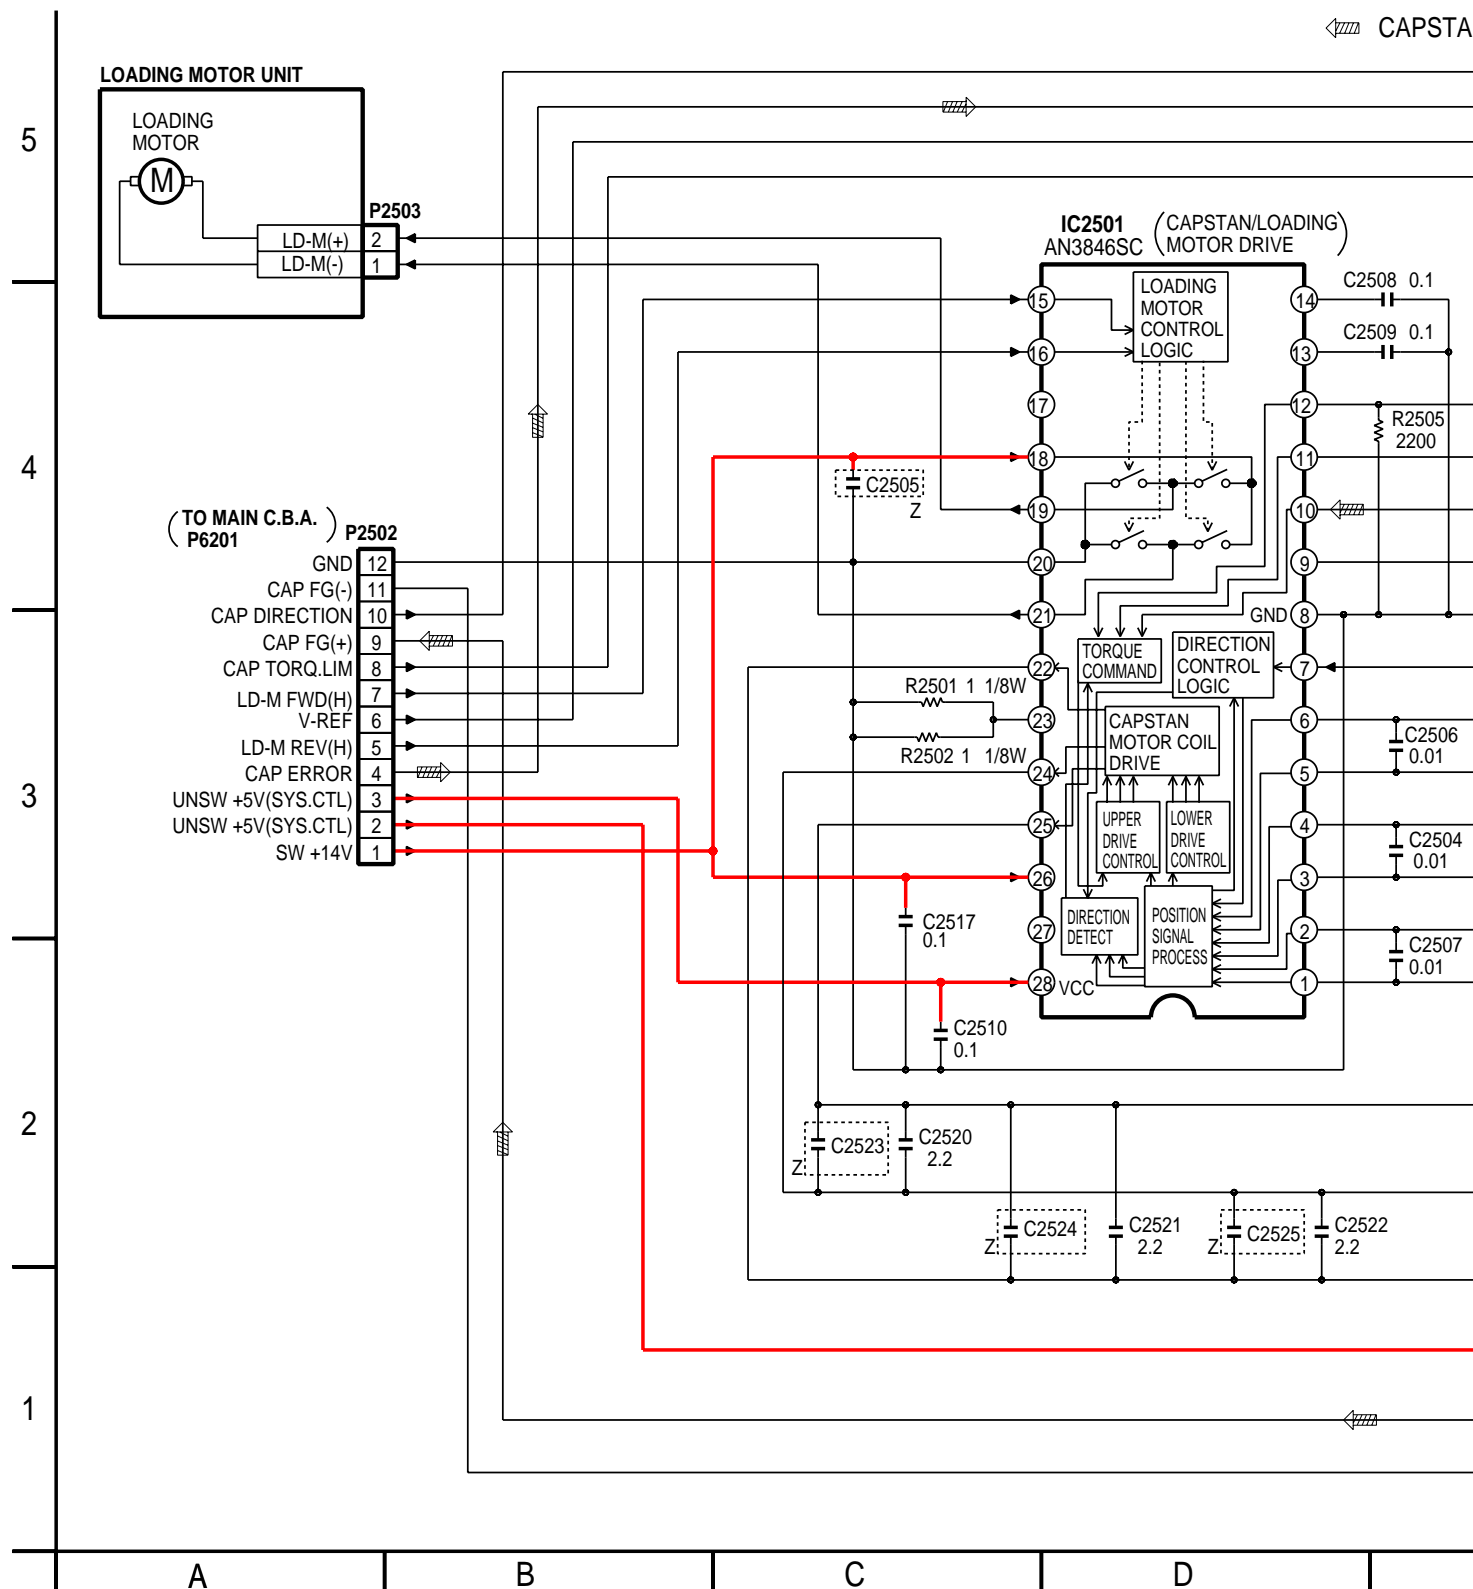 CAPSTA
LOADING MOTOR UNIT
LOADING
MOTOR
M
P2503
LD-M(+) 2
LD-M(-) 1
5
IC2501
AN3846SC
(CAPSTAN/LOADING
MOTOR DRIVE)
15
16
17
18
19
20
21
22
23
24
25
26
27
28 VCC
14
13
12
11
10
9
GND 8
7
6
5
4
3
2
1
LOADING
MOTOR
CONTROL
LOGIC
C2508 0.1
C2509 0.1
R2505
2200
4
C2505
Z
(TO MAIN C.B.A.)
P6201
P2502
GND 12
CAP FG(-) 11
CAP DIRECTION 10
CAP FG(+) 9
CAP TORQ.LIM 8
LD-M FWD(H) 7
V-REF 6
LD-M REV(H) 5
CAP ERROR 4
UNSW +5V(SYS.CTL) 3
UNSW +5V(SYS.CTL) 2
SW +14V 1
TORQUE
COMMAND
DIRECTION
CONTROL
LOGIC
R2501 1 1/8W
R2502 1 1/8W
CAPSTAN
MOTOR COIL
DRIVE
C2506
0.01
3
UPPER
DRIVE
CONTROL
LOWER
DRIVE
CONTROL
C2504
0.01
C2517
0.1
DIRECTION
DETECT
POSITION
SIGNAL
PROCESS
C2507
0.01
C2510
0.1
2
C2523
Z
C2520
2.2
C2524
Z
C2521
2.2
C2525
Z
C2522
2.2
1
A B C D